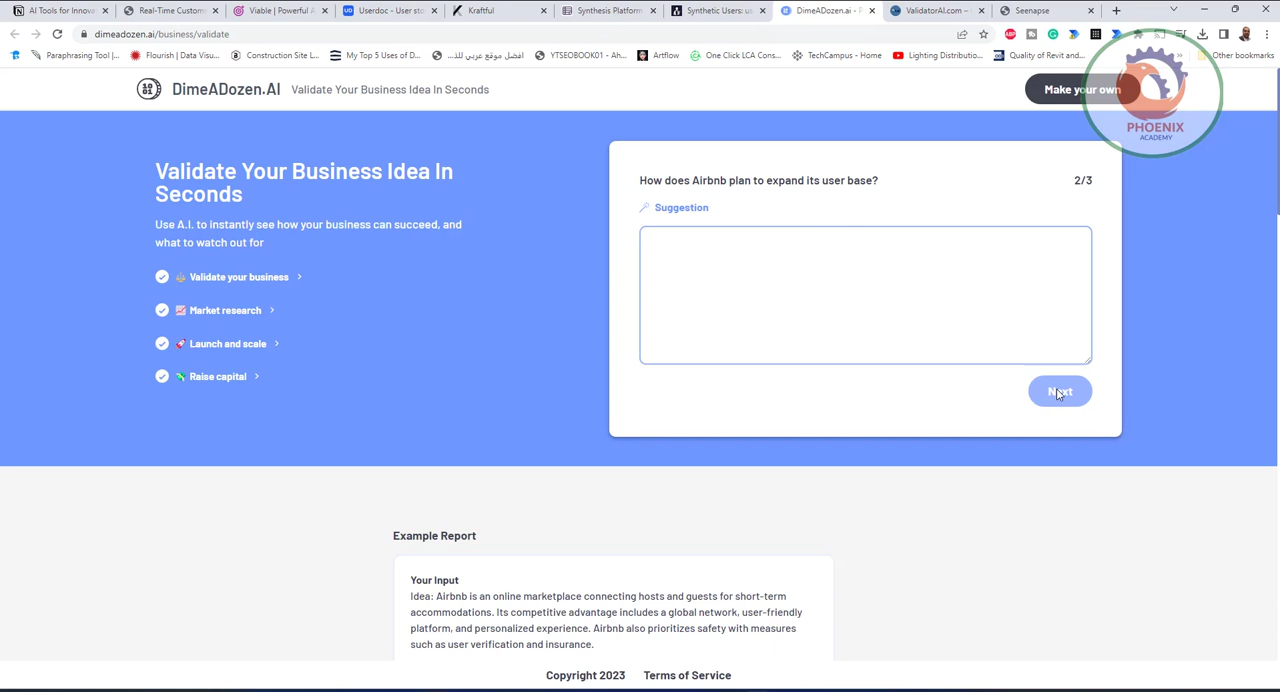 AI Tools for Innova
Real-Time Custom
Viable | Powerful A
Userdoc - User sto
Kraftful
Synthesis Platform
Synthetic Users: us
DimeADozen.ai - P
ValidatorAI.com –
Seenapse
dimeadozen.ai/business/validate
Paraphrasing Tool |...
Flourish | Data Visu...
Construction Site L...
My Top 5 Uses of D...
افضل موقع عربي للذ...
YTSEOBOOK01 - Ah...
Artflow
One Click LCA Cons...
TechCampus - Home
Lighting Distributio...
Quality of Revit and...
Other bookmarks
DimeADozen.AI
Validate Your Business Idea In Seconds
Make your own
PHOENIX
ACADEMY
Validate Your Business Idea In
Seconds
Use A.I. to instantly see how your business can succeed, and
what to watch out for
Validate your business
Market research
Launch and scale
Raise capital
How does Airbnb plan to expand its user base?
2/3
Suggestion
Next
Example Report
Your Input
Idea: Airbnb is an online marketplace connecting hosts and guests for short-term
accommodations. Its competitive advantage includes a global network, user-friendly
platform, and personalized experience. Airbnb also prioritizes safety with measures
such as user verification and insurance.
Copyright 2023
Terms of Service